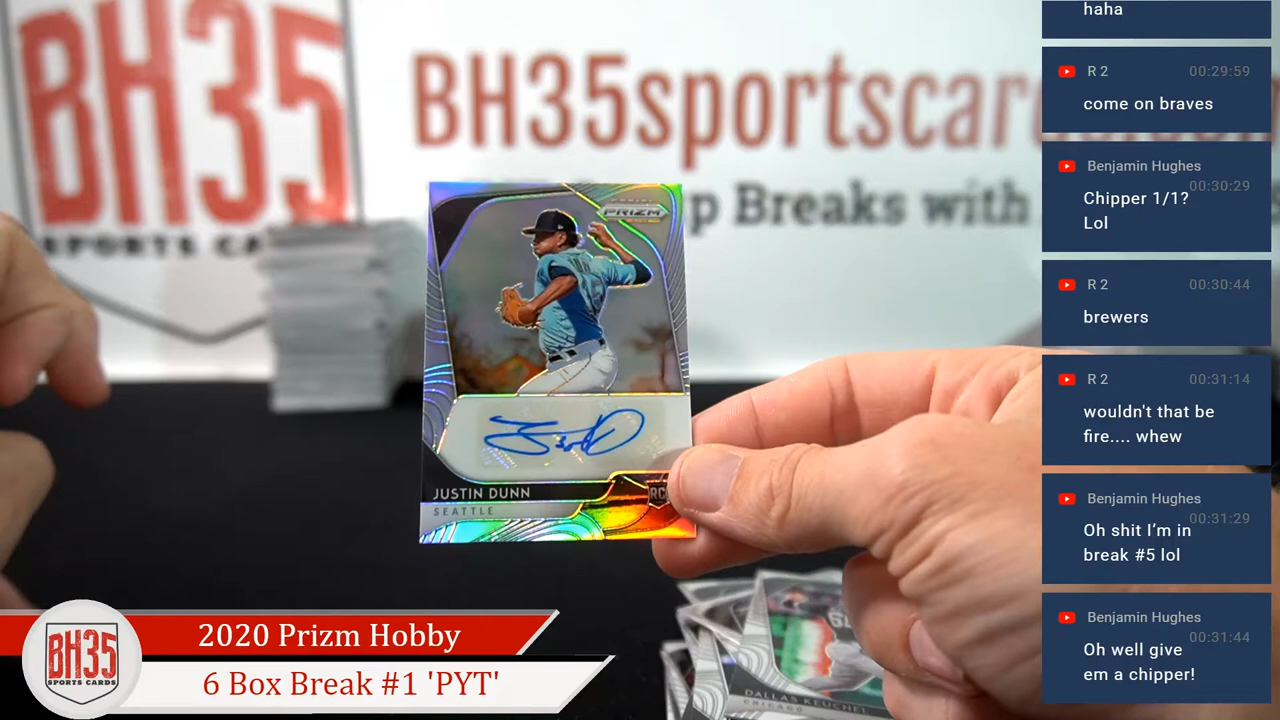 BH35
SPORTS CA
BH35sportscar
p Breaks with
PRIZM
JUSTIN DUNN
SEATTLE
RC
DALLAS KEUCHEL
CHICAGO
BH35
SPORTS CARDS
2020 Prizm Hobby
6 Box Break #1 'PYT'
haha
R 2 00:29:59
come on braves
Benjamin Hughes
00:30:29
Chipper 1/1?
Lol
R 2 00:30:44
brewers
R 2 00:31:14
wouldn't that be
fire.... whew
Benjamin Hughes
00:31:29
Oh shit I'm in
break #5 lol
Benjamin Hughes
00:31:44
Oh well give
em a chipper!